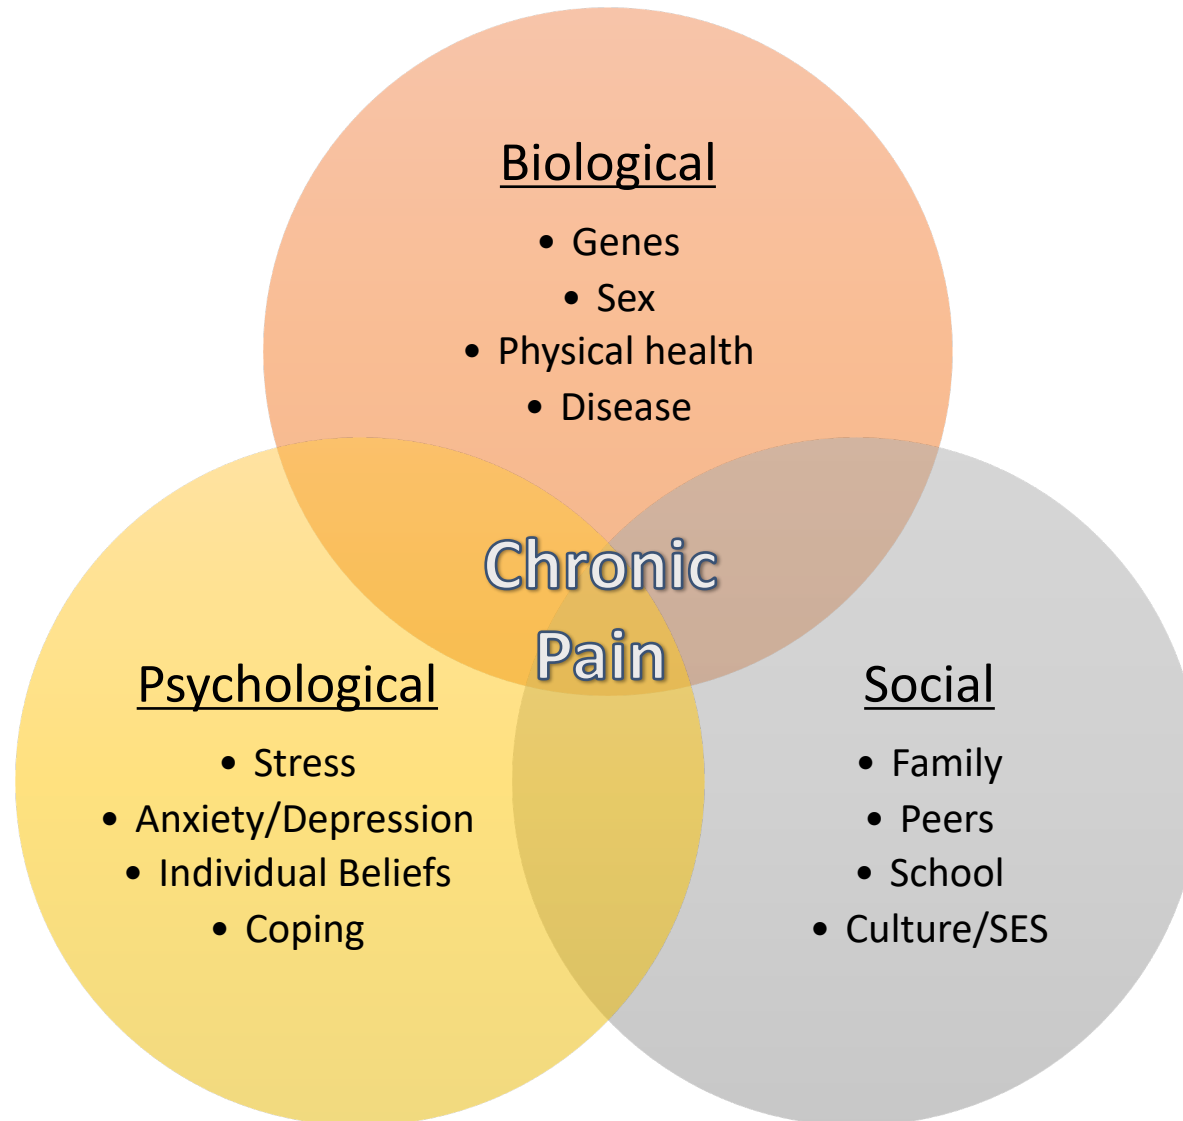 Biological
• Genes
• Sex
• Physical health
• Disease
Chronic
Pain
Psychological
• Stress
• Anxiety/Depression
• Individual Beliefs
• Coping
Social
• Family
• Peers
• School
• Culture/SES